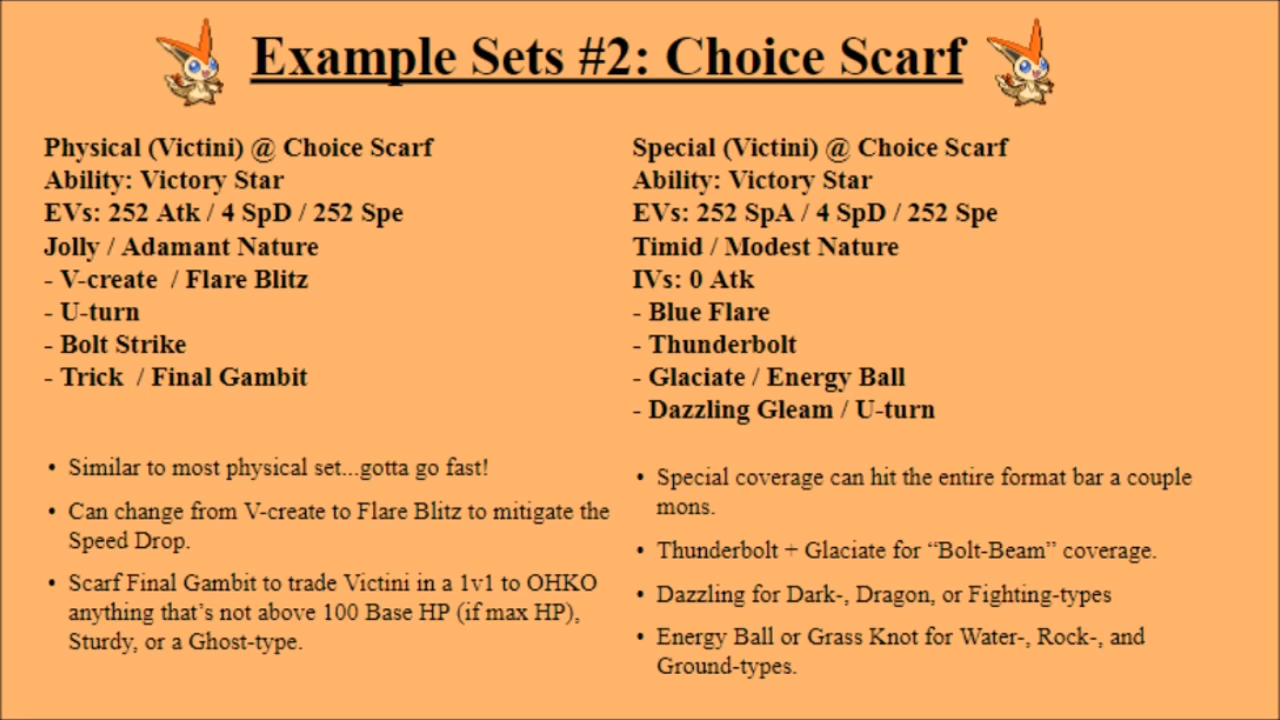 Example Sets #2: Choice Scarf
Physical (Victini) @ Choice Scarf
Ability: Victory Star
EVs: 252 Atk / 4 SpD / 252 Spe
Jolly / Adamant Nature
- V-create / Flare Blitz
- U-turn
- Bolt Strike
- Trick / Final Gambit
• Similar to most physical set...gotta go fast!
• Can change from V-create to Flare Blitz to mitigate the
Speed Drop.
• Scarf Final Gambit to trade Victini in a 1v1 to OHKO
anything that's not above 100 Base HP (if max HP),
Sturdy, or a Ghost-type.
Special (Victini) @ Choice Scarf
Ability: Victory Star
EVs: 252 SpA / 4 SpD / 252 Spe
Timid / Modest Nature
IVs: 0 Atk
- Blue Flare
- Thunderbolt
- Glaciate / Energy Ball
- Dazzling Gleam / U-turn
• Special coverage can hit the entire format bar a couple
mons.
• Thunderbolt + Glaciate for “Bolt-Beam” coverage.
• Dazzling for Dark-, Dragon, or Fighting-types
• Energy Ball or Grass Knot for Water-, Rock-, and
Ground-types.